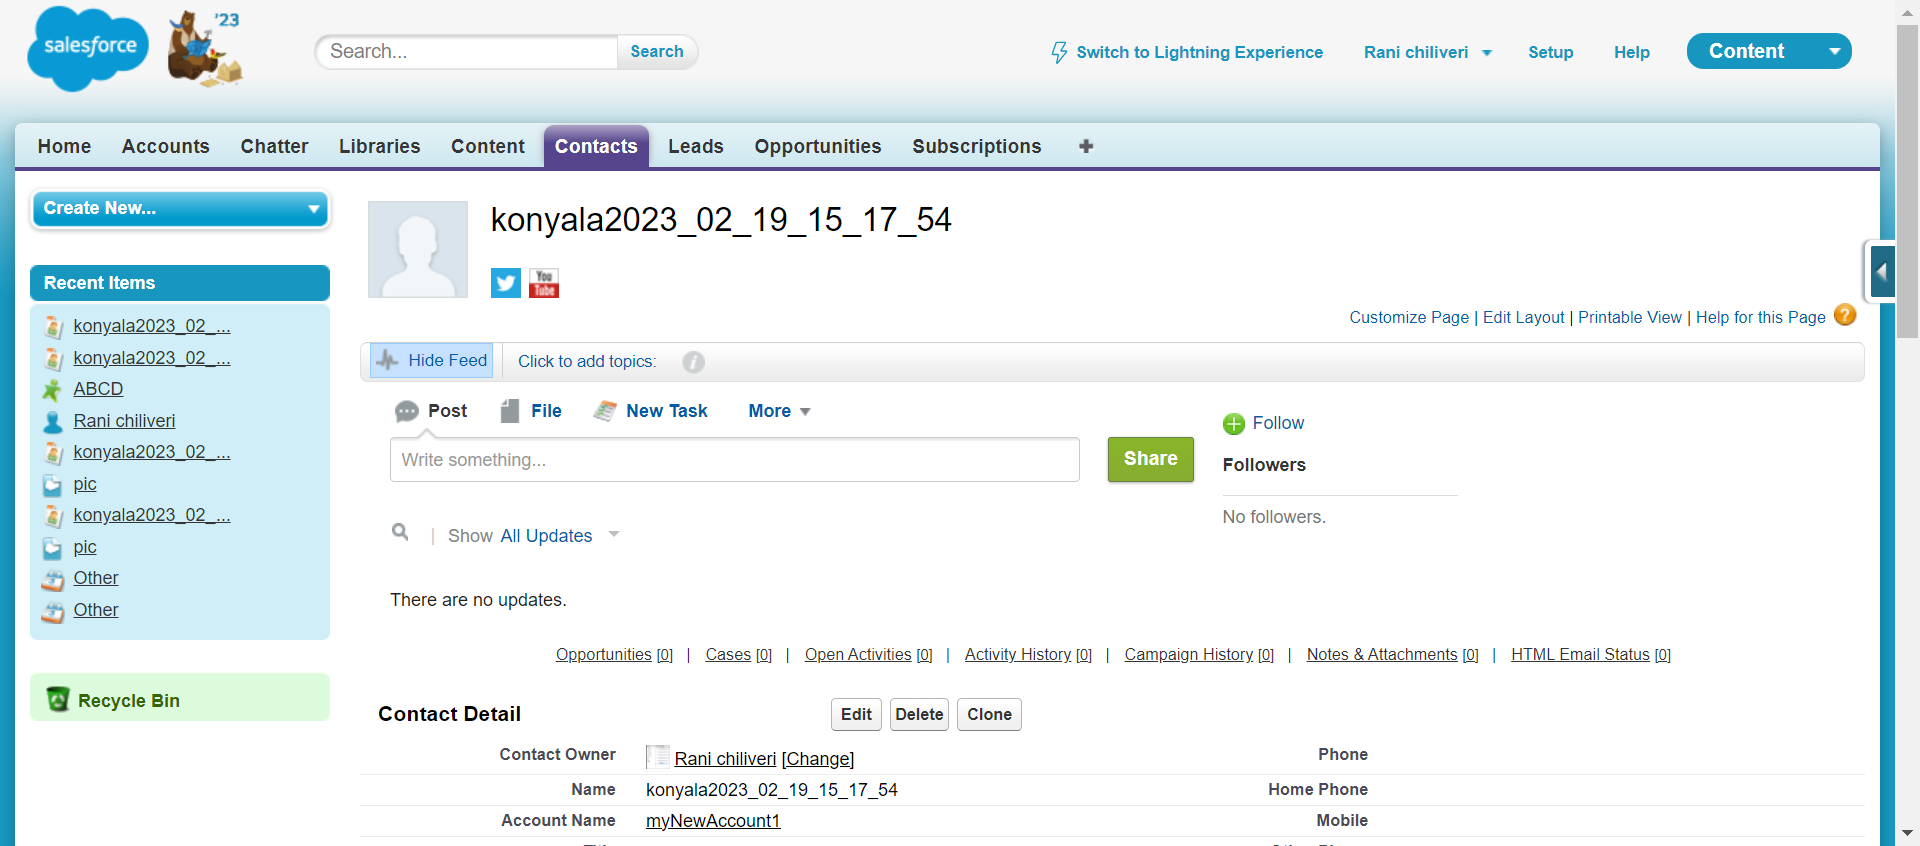 salesforce
'23
Search...
Search
Switch to Lightning Experience
Rani chiliveri
Setup
Help
Content
Home
Accounts
Chatter
Libraries
Content
Contacts
Leads
Opportunities
Subscriptions
Create New...
konyala2023_02_19_15_17_54
You
Tube
Recent Items
konyala2023_02_...
konyala2023_02_...
ABCD
Rani chiliveri
konyala2023_02_...
pic
konyala2023_02_...
pic
Other
Other
Recycle Bin
Customize Page | Edit Layout | Printable View | Help for this Page
Hide Feed
Click to add topics:
Post
File
New Task
More
Write something...
Share
Follow
Followers
No followers.
Show All Updates
There are no updates.
Opportunities [0] | Cases [0] | Open Activities [0] | Activity History [0] | Campaign History [0] | Notes & Attachments [0] | HTML Email Status [0]
Contact Detail
Edit
Delete
Clone
Contact Owner Rani chiliveri [Change] Phone
Name konyala2023_02_19_15_17_54 Home Phone
Account Name myNewAccount1 Mobile